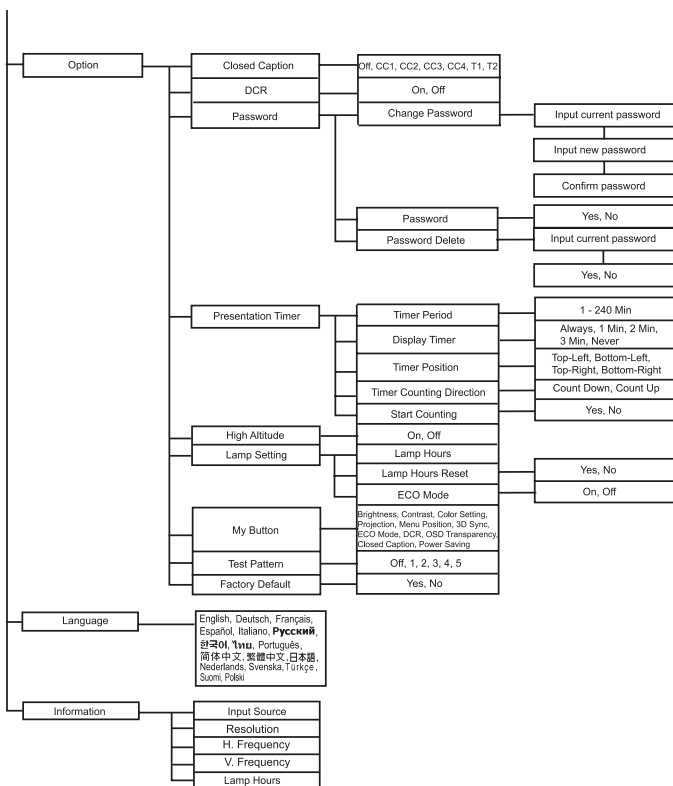 Option
Closed Caption
Off, CC1, CC2, CC3, CC4, T1, T2
DCR
On, Off
Password
Change Password
Input current password
Input new password
Confirm password
Password
Yes, No
Password Delete
Input current password
Yes, No
Presentation Timer
Timer Period
1 - 240 Min
Display Timer
Always, 1 Min, 2 Min,
3 Min, Never
Timer Position
Top-Left, Bottom-Left,
Top-Right, Bottom-Right
Timer Counting Direction
Count Down, Count Up
Start Counting
Yes, No
High Altitude
On, Off
Lamp Setting
Lamp Hours
Lamp Hours Reset
Yes, No
ECO Mode
On, Off
My Button
Brightness, Contrast, Color Setting,
Projection, Menu Position, 3D Sync,
ECO Mode, DCR, OSD Transparency,
Closed Caption, Power Saving
Test Pattern
Off, 1, 2, 3, 4, 5
Factory Default
Yes, No
Language
English, Deutsch, Français,
Español, Italiano, Русский,
한국어, ไทย, Português,
简体中文, 繁體中文, 日本語,
Nederlands, Svenska, Türkçe,
Suomi, Polski
Information
Input Source
Resolution
H. Frequency
V. Frequency
Lamp Hours